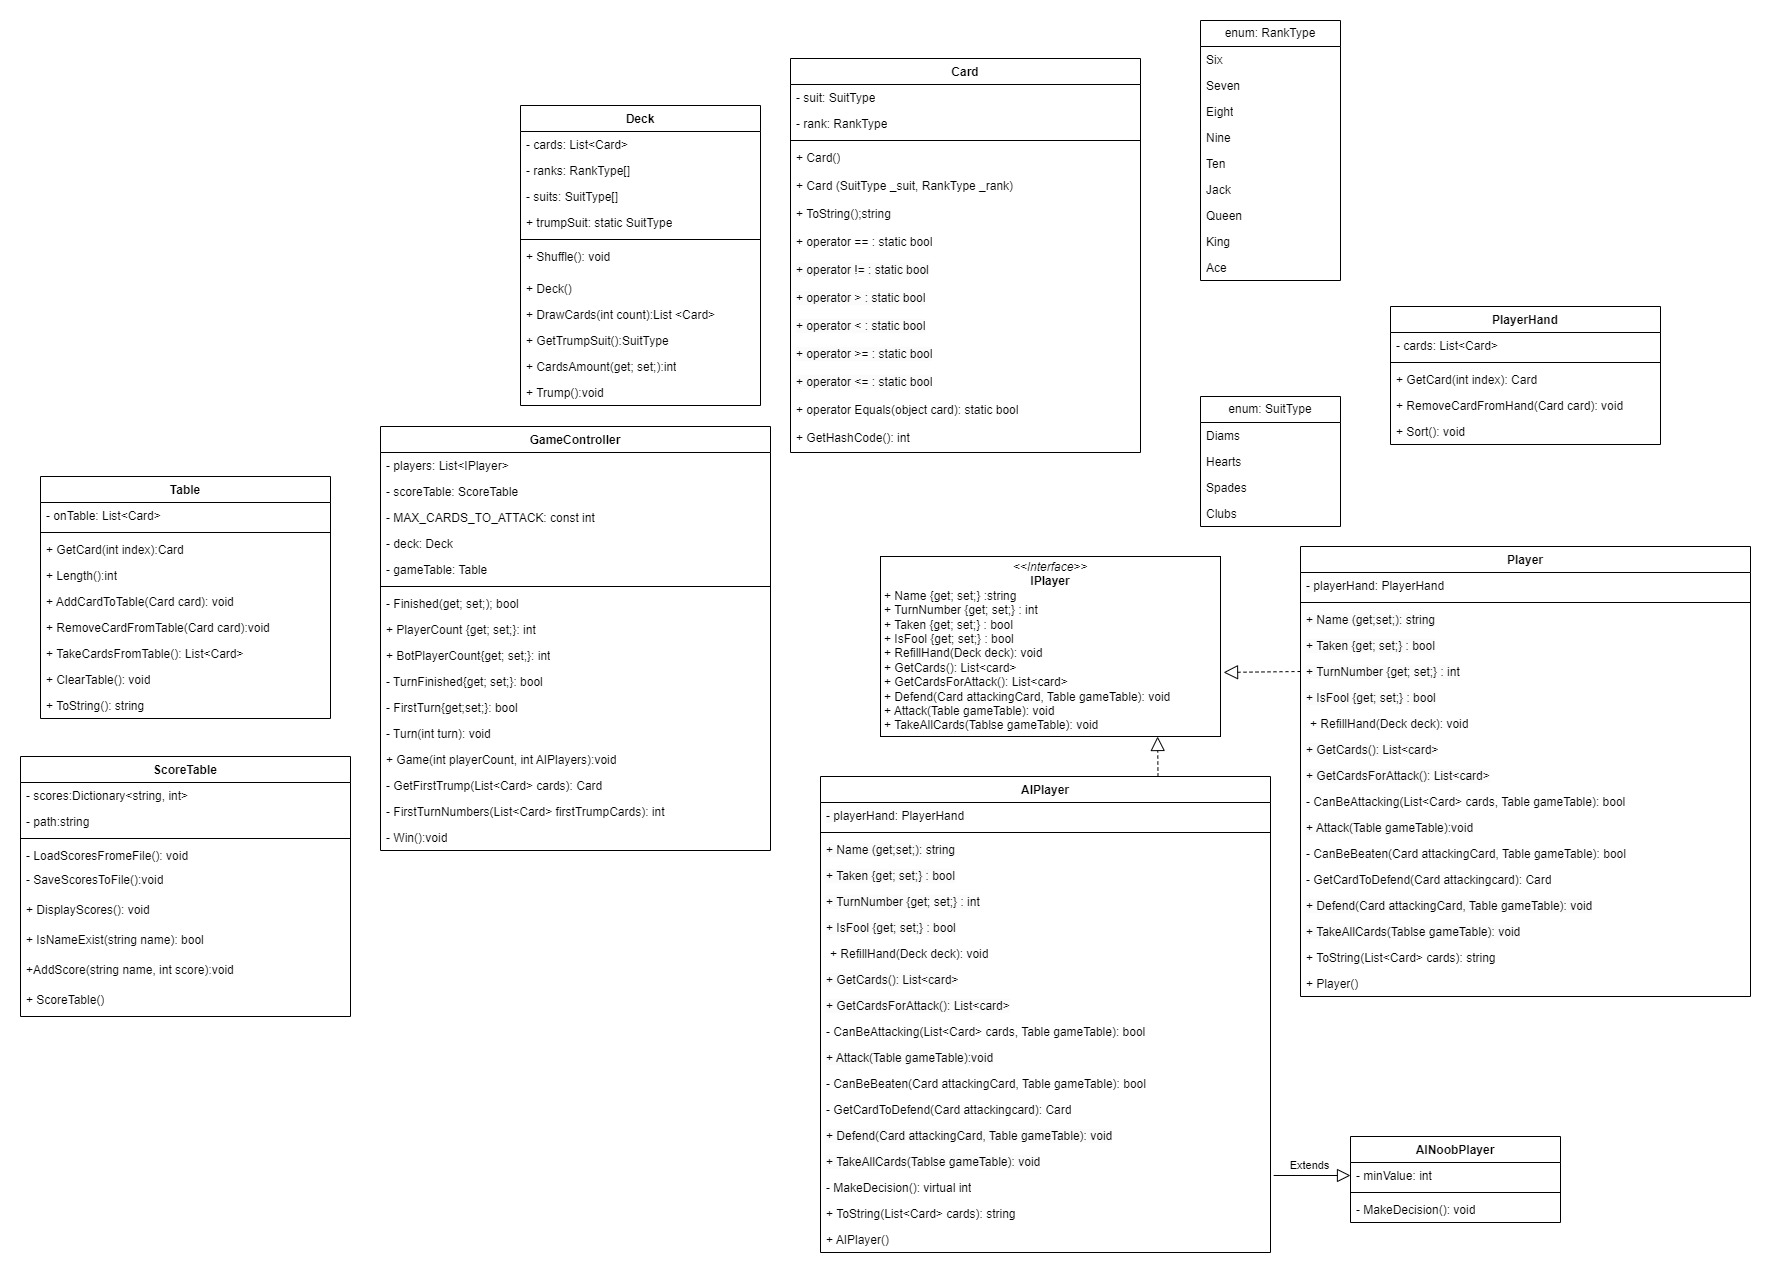 enum: RankType
Six
Seven
Eight
Nine
Ten
Jack
Queen
King
Ace
Card
- suit: SuitType
- rank: RankType
+ Card()
+ Card (SuitType _suit, RankType _rank)
+ ToString();string
+ operator == : static bool
+ operator != : static bool
+ operator > : static bool
+ operator < : static bool
+ operator >= : static bool
+ operator <= : static bool
+ operator Equals(object card): static bool
+ GetHashCode(): int
Deck
- cards: List<Card>
- ranks: RankType[]
- suits: SuitType[]
+ trumpSuit: static SuitType
+ Shuffle(): void
+ Deck()
+ DrawCards(int count):List <Card>
+ GetTrumpSuit():SuitType
+ CardsAmount(get; set;):int
+ Trump():void
PlayerHand
- cards: List<Card>
+ GetCard(int index): Card
+ RemoveCardFromHand(Card card): void
+ Sort(): void
enum: SuitType
Diams
Hearts
Spades
Clubs
GameController
- players: List<IPlayer>
- scoreTable: ScoreTable
- MAX_CARDS_TO_ATTACK: const int
- deck: Deck
- gameTable: Table
- Finished(get; set;); bool
+ PlayerCount {get; set;}: int
+ BotPlayerCount{get; set;}: int
- TurnFinished{get; set;}: bool
- FirstTurn{get;set;}: bool
- Turn(int turn): void
+ Game(int playerCount, int AIPlayers):void
- GetFirstTrump(List<Card> cards): Card
- FirstTurnNumbers(List<Card> firstTrumpCards): int
- Win():void
Table
- onTable: List<Card>
+ GetCard(int index):Card
+ Length():int
+ AddCardToTable(Card card): void
+ RemoveCardFromTable(Card card):void
+ TakeCardsFromTable(): List<Card>
+ ClearTable(): void
+ ToString(): string
ScoreTable
- scores:Dictionary<string, int>
- path:string
- LoadScoresFromeFile(): void
- SaveScoresToFile():void
+ DisplayScores(): void
+ IsNameExist(string name): bool
+AddScore(string name, int score):void
+ ScoreTable()
<<Interface>>
IPlayer
+ Name {get; set;} :string
+ TurnNumber {get; set;} : int
+ Taken {get; set;} : bool
+ IsFool {get; set;} : bool
+ RefillHand(Deck deck): void
+ GetCards(): List<card>
+ GetCardsForAttack(): List<card>
+ Defend(Card attackingCard, Table gameTable): void
+ Attack(Table gameTable): void
+ TakeAllCards(Tablse gameTable): void
Player
- playerHand: PlayerHand
+ Name (get;set;): string
+ Taken {get; set;} : bool
+ TurnNumber {get; set;} : int
+ IsFool {get; set;} : bool
+ RefillHand(Deck deck): void
+ GetCards(): List<card>
+ GetCardsForAttack(): List<card>
- CanBeAttacking(List<Card> cards, Table gameTable): bool
+ Attack(Table gameTable):void
- CanBeBeaten(Card attackingCard, Table gameTable): bool
- GetCardToDefend(Card attackingcard): Card
+ Defend(Card attackingCard, Table gameTable): void
+ TakeAllCards(Tablse gameTable): void
+ ToString(List<Card> cards): string
+ Player()
AIPlayer
- playerHand: PlayerHand
+ Name (get;set;): string
+ Taken {get; set;} : bool
+ TurnNumber {get; set;} : int
+ IsFool {get; set;} : bool
+ RefillHand(Deck deck): void
+ GetCards(): List<card>
+ GetCardsForAttack(): List<card>
- CanBeAttacking(List<Card> cards, Table gameTable): bool
+ Attack(Table gameTable):void
- CanBeBeaten(Card attackingCard, Table gameTable): bool
- GetCardToDefend(Card attackingcard): Card
+ Defend(Card attackingCard, Table gameTable): void
+ TakeAllCards(Tablse gameTable): void
- MakeDecision(): virtual int
+ ToString(List<Card> cards): string
+ AIPlayer()
Extends
AINoobPlayer
- minValue: int
- MakeDecision(): void